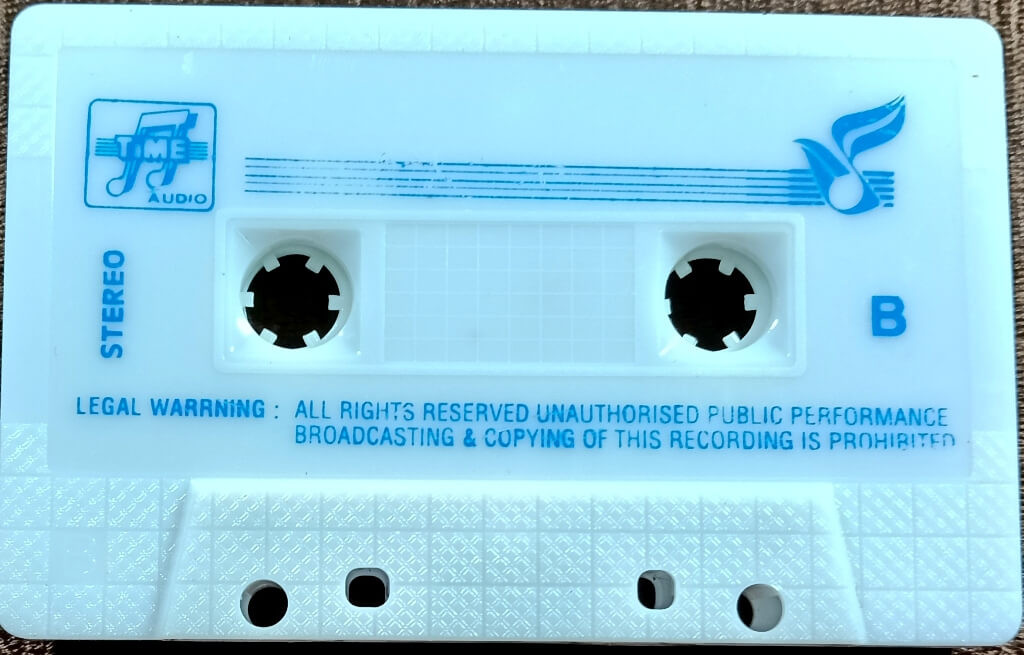 TIME
AUDIO
STEREO
B
LEGAL WARRNING : ALL RIGHTS RESERVED UNAUTHORISED PUBLIC PERFORMANCE
BROADCASTING & COPYING OF THIS RECORDING IS PROHIBITED